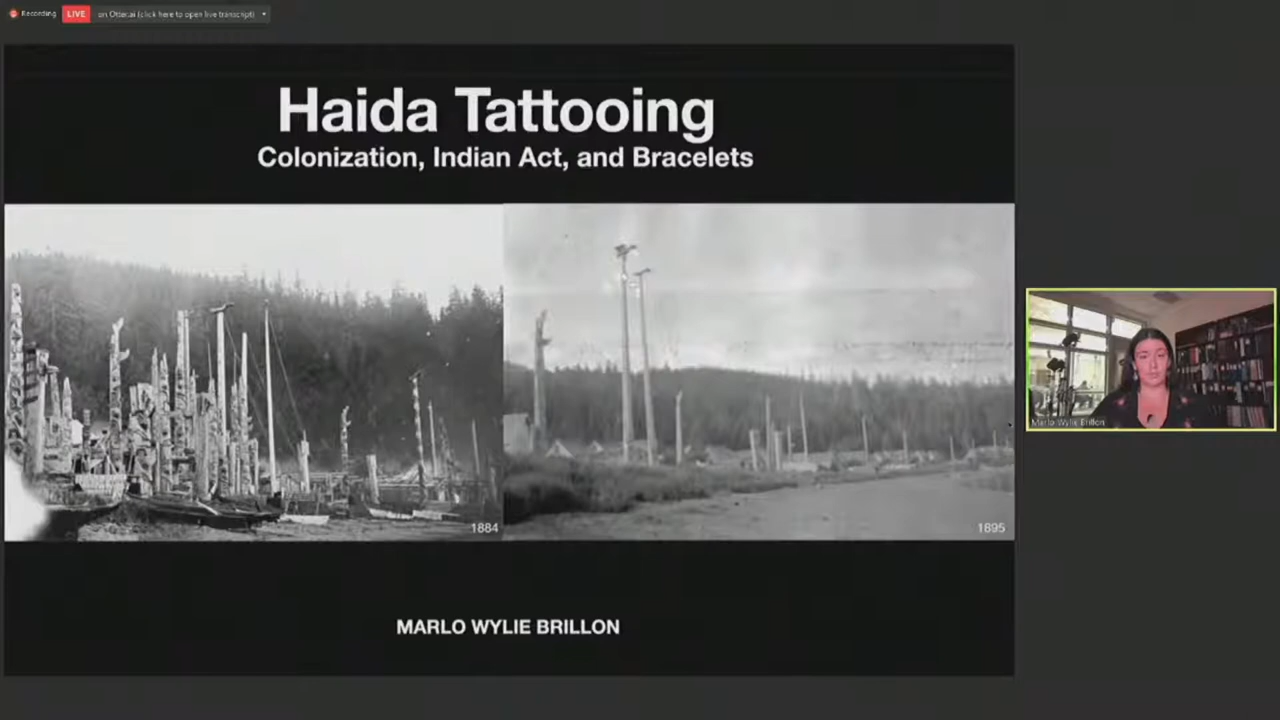 Recording LIVE on Otter.ai (click here to open live transcript)
Haida Tattooing
Colonization, Indian Act, and Bracelets
1884
1895
Marlo Wylie Brillon
MARLO WYLIE BRILLON